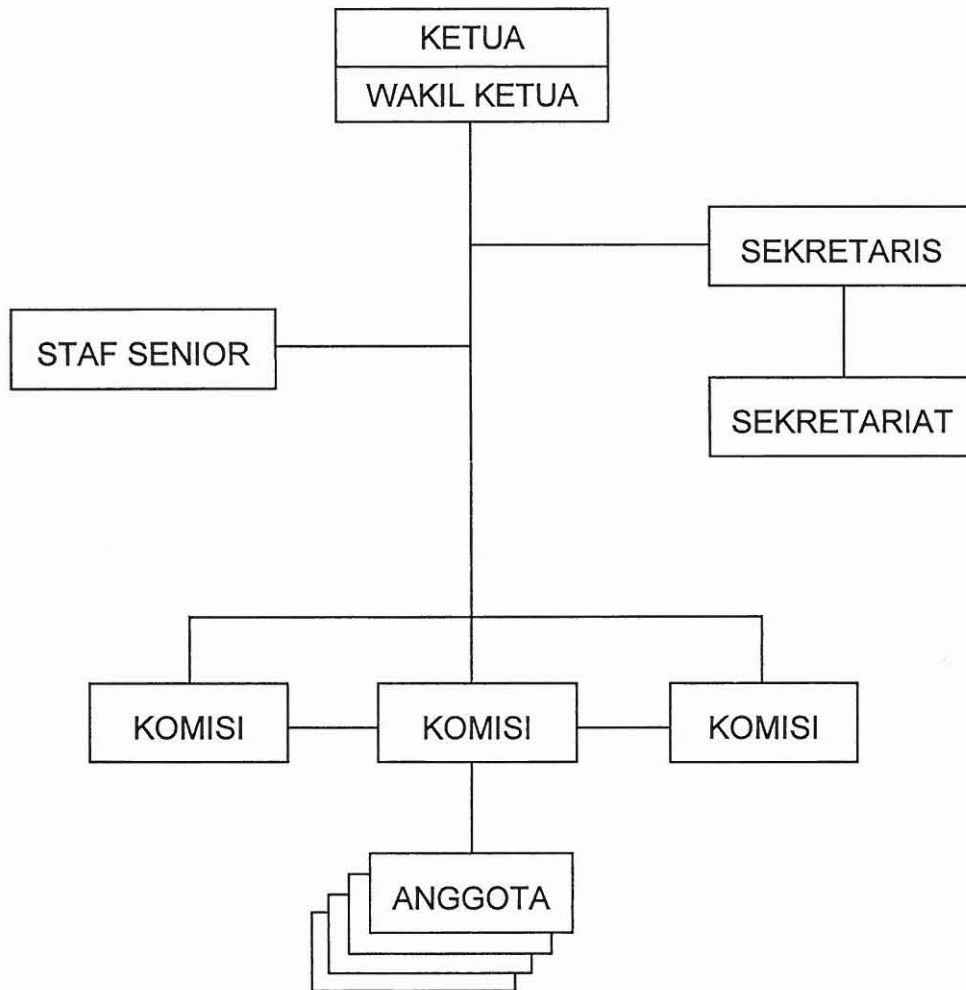 KETUA
WAKIL KETUA
SEKRETARIS
STAF SENIOR
SEKRETARIAT
KOMISI
KOMISI
KOMISI
ANGGOTA